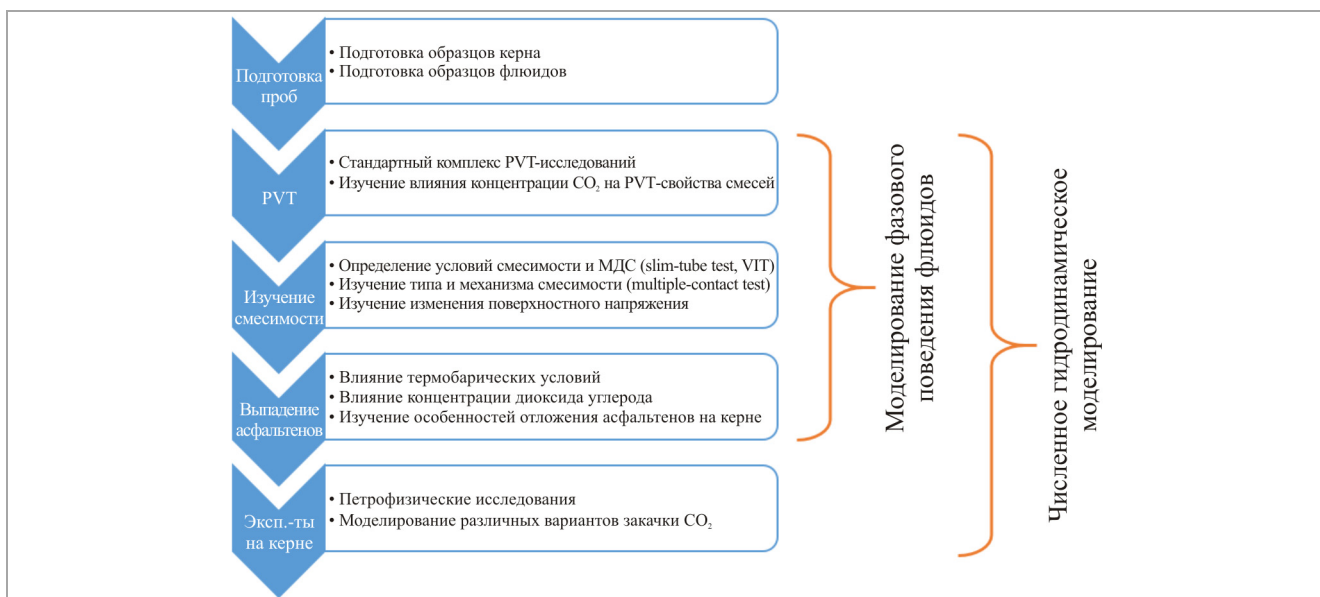 Подготовка
проб
• Подготовка образцов керна
• Подготовка образцов флюидов
PVT
• Стандартный комплекс PVT-исследований
• Изучение влияния концентрации CO₂ на PVT-свойства смесей
Изучение
смесимости
• Определение условий смесимости и МДС (slim-tube test, VIT)
• Изучение типа и механизма смесимости (multiple-contact test)
• Изучение изменения поверхностного напряжения
Выпадение
асфальтенов
• Влияние термобарических условий
• Влияние концентрации диоксида углерода
• Изучение особенностей отложения асфальтенов на керне
Эксп.-ты
на керне
• Петрофизические исследования
• Моделирование различных вариантов закачки CO₂
Моделирование фазового
поведения флюидов
Численное гидродинамическое
моделирование